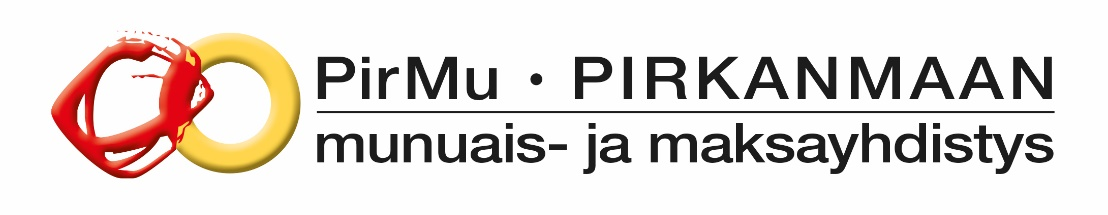 PirMu • PIRKANMAAN
munuais- ja maksayhdistys